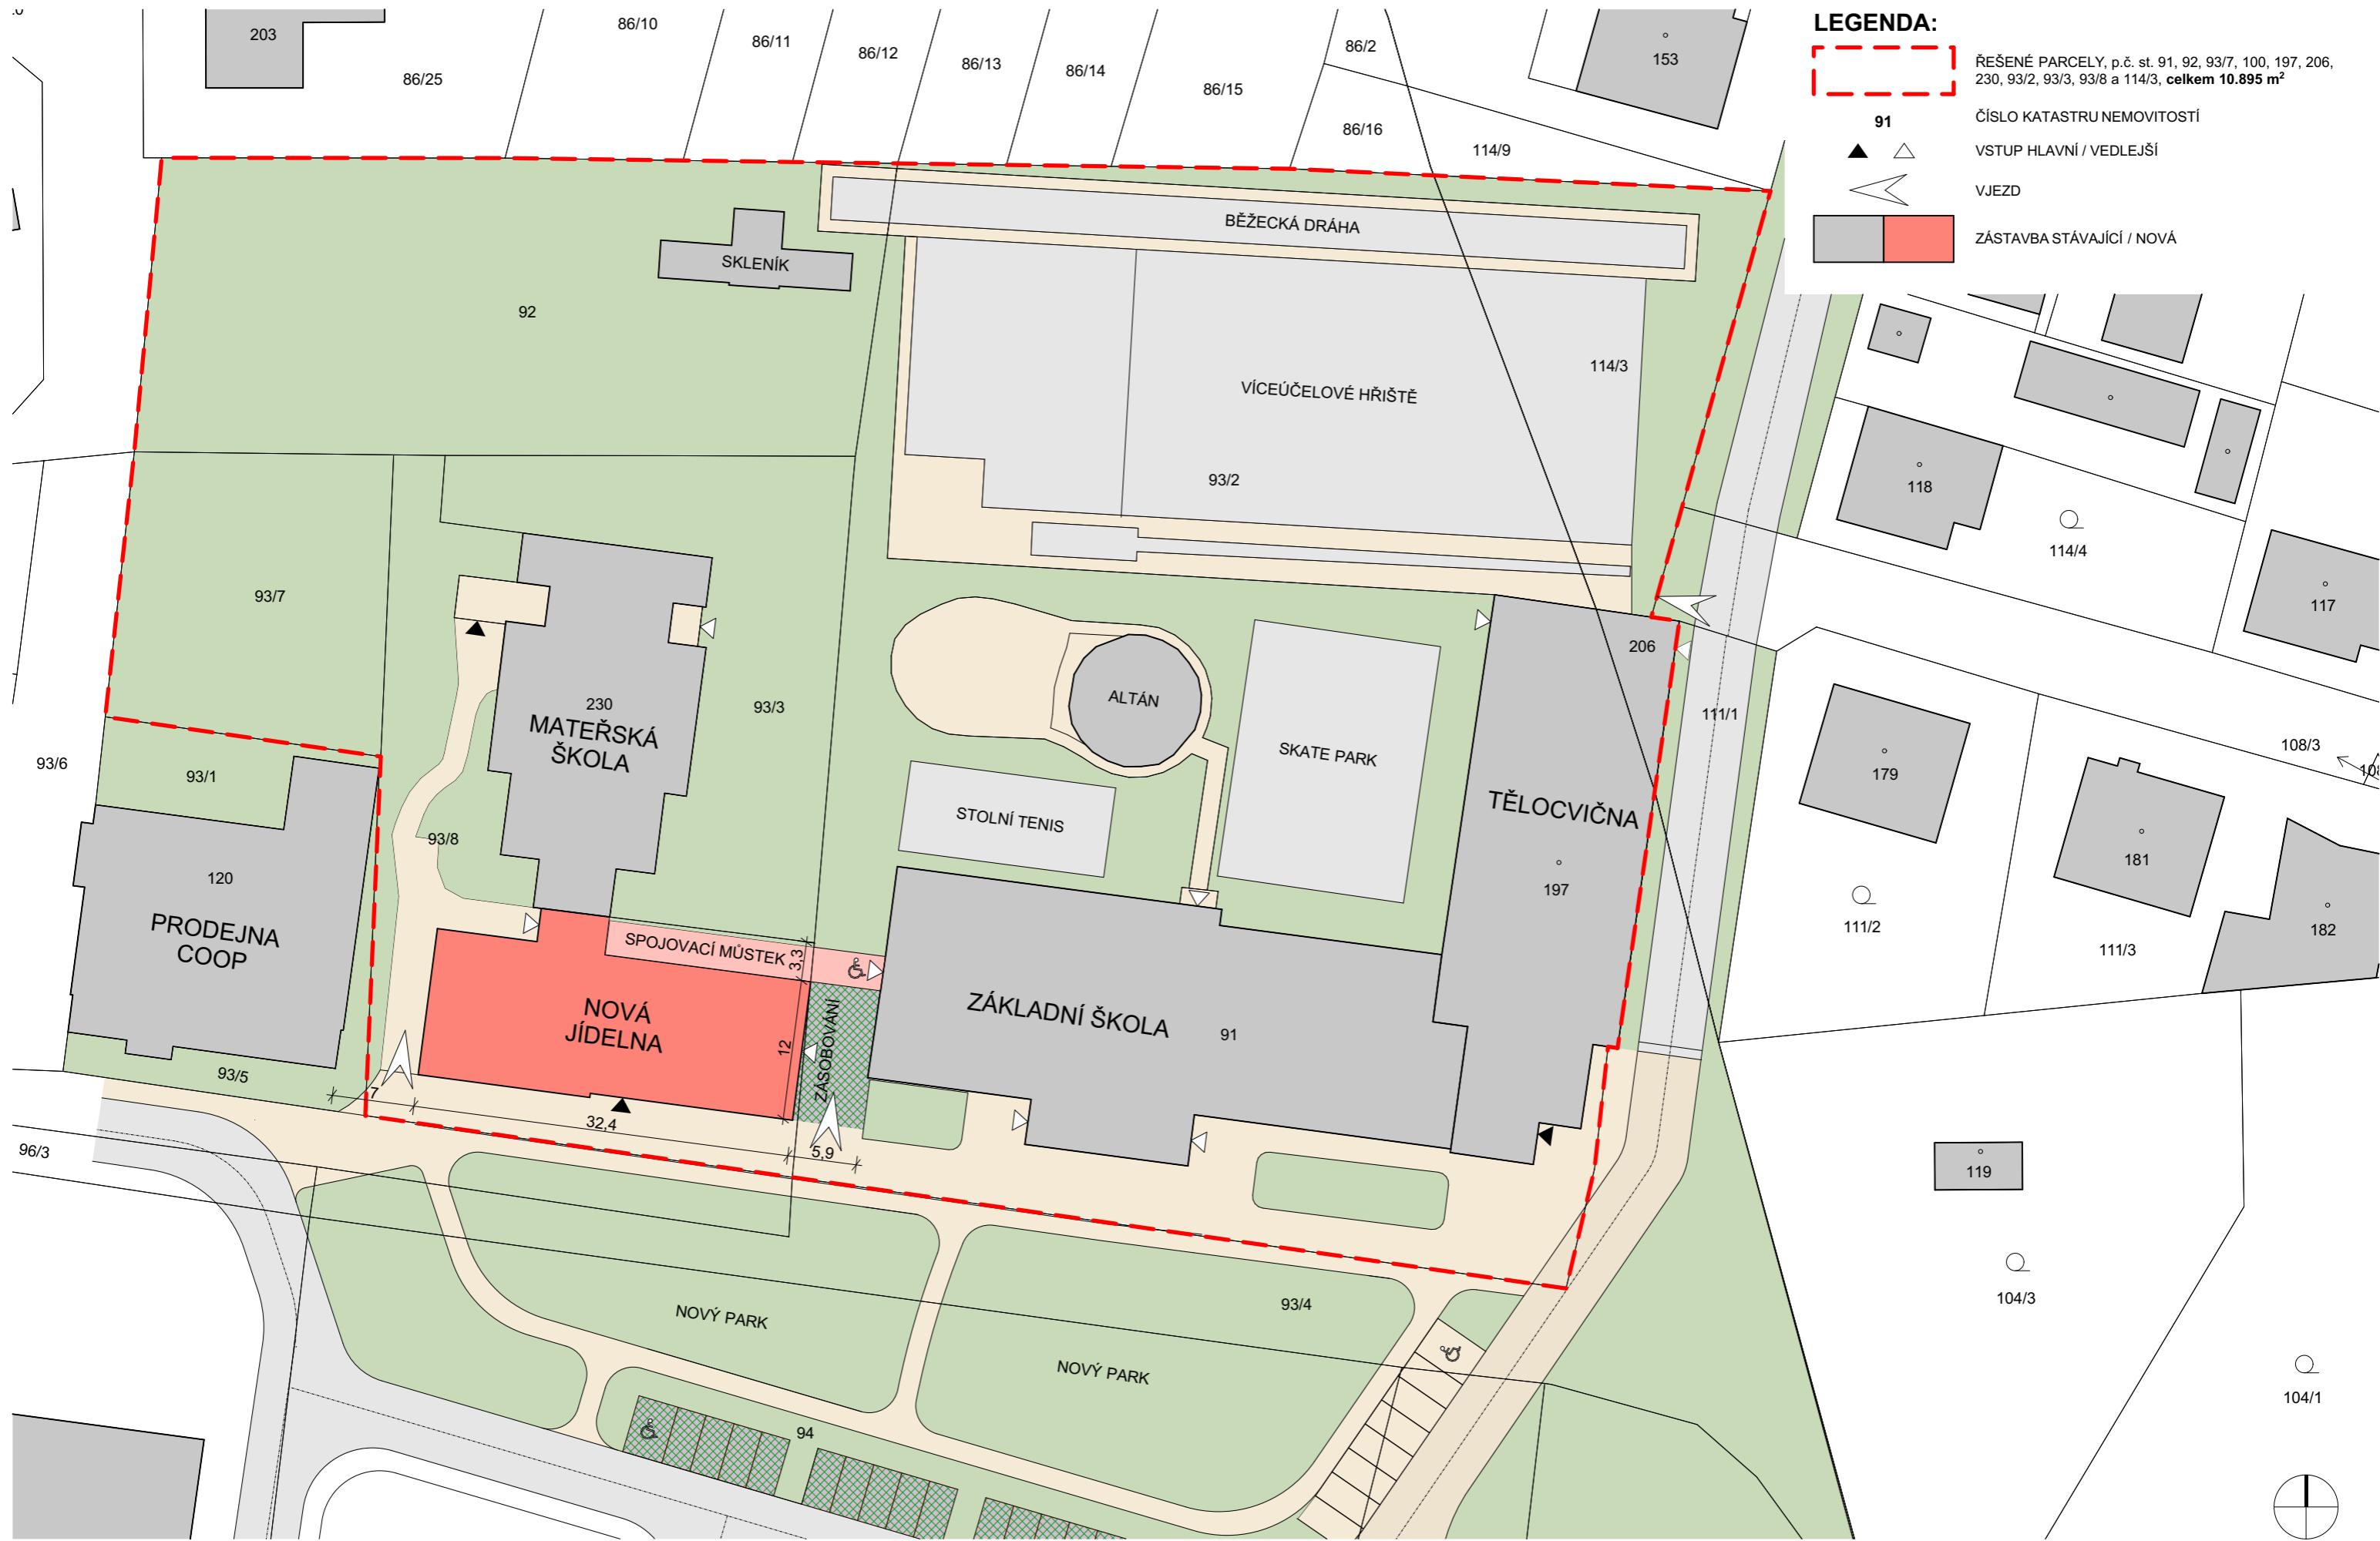 LEGENDA:
ŘEŠENÉ PARCELY, p.č. st. 91, 92, 93/7, 100, 197, 206,
230, 93/2, 93/3, 93/8 a 114/3, celkem 10.895 m²
91
ČÍSLO KATASTRU NEMOVITOSTÍ
VSTUP HLAVNÍ / VEDLEJŠÍ
VJEZD
ZÁSTAVBA STÁVAJÍCÍ / NOVÁ
203
86/25
86/10
86/11
86/12
86/13
86/14
86/15
86/2
86/16
153
114/9
BĚŽECKÁ DRÁHA
SKLENÍK
92
114/3
VÍCEÚČELOVÉ HŘIŠTĚ
93/2
118
114/4
117
93/7
206
230
MATEŘSKÁ
ŠKOLA
93/3
ALTÁN
SKATE PARK
111/1
108/3
93/6
93/1
179
181
STOLNÍ TENIS
TĚLOCVIČNA
197
93/8
120
PRODEJNA
COOP
111/2
111/3
182
SPOJOVACÍ MŮSTEK
3,3
NOVÁ
JÍDELNA
12
ZÁSOBOVÁNÍ
ZÁKLADNÍ ŠKOLA
91
93/5
7
32,4
5,9
96/3
119
104/3
93/4
NOVÝ PARK
NOVÝ PARK
94
104/1